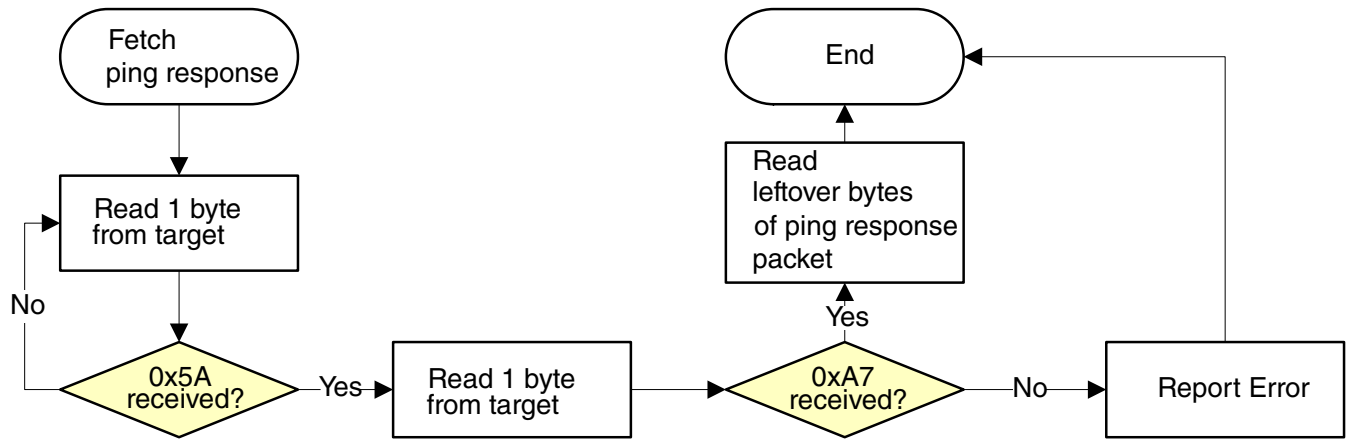 Fetch
ping response
Read 1 byte
from target
No
0x5A
received?
Yes
Read 1 byte
from target
0xA7
received?
Yes
Read
leftover bytes
of ping response
packet
End
No
Report Error